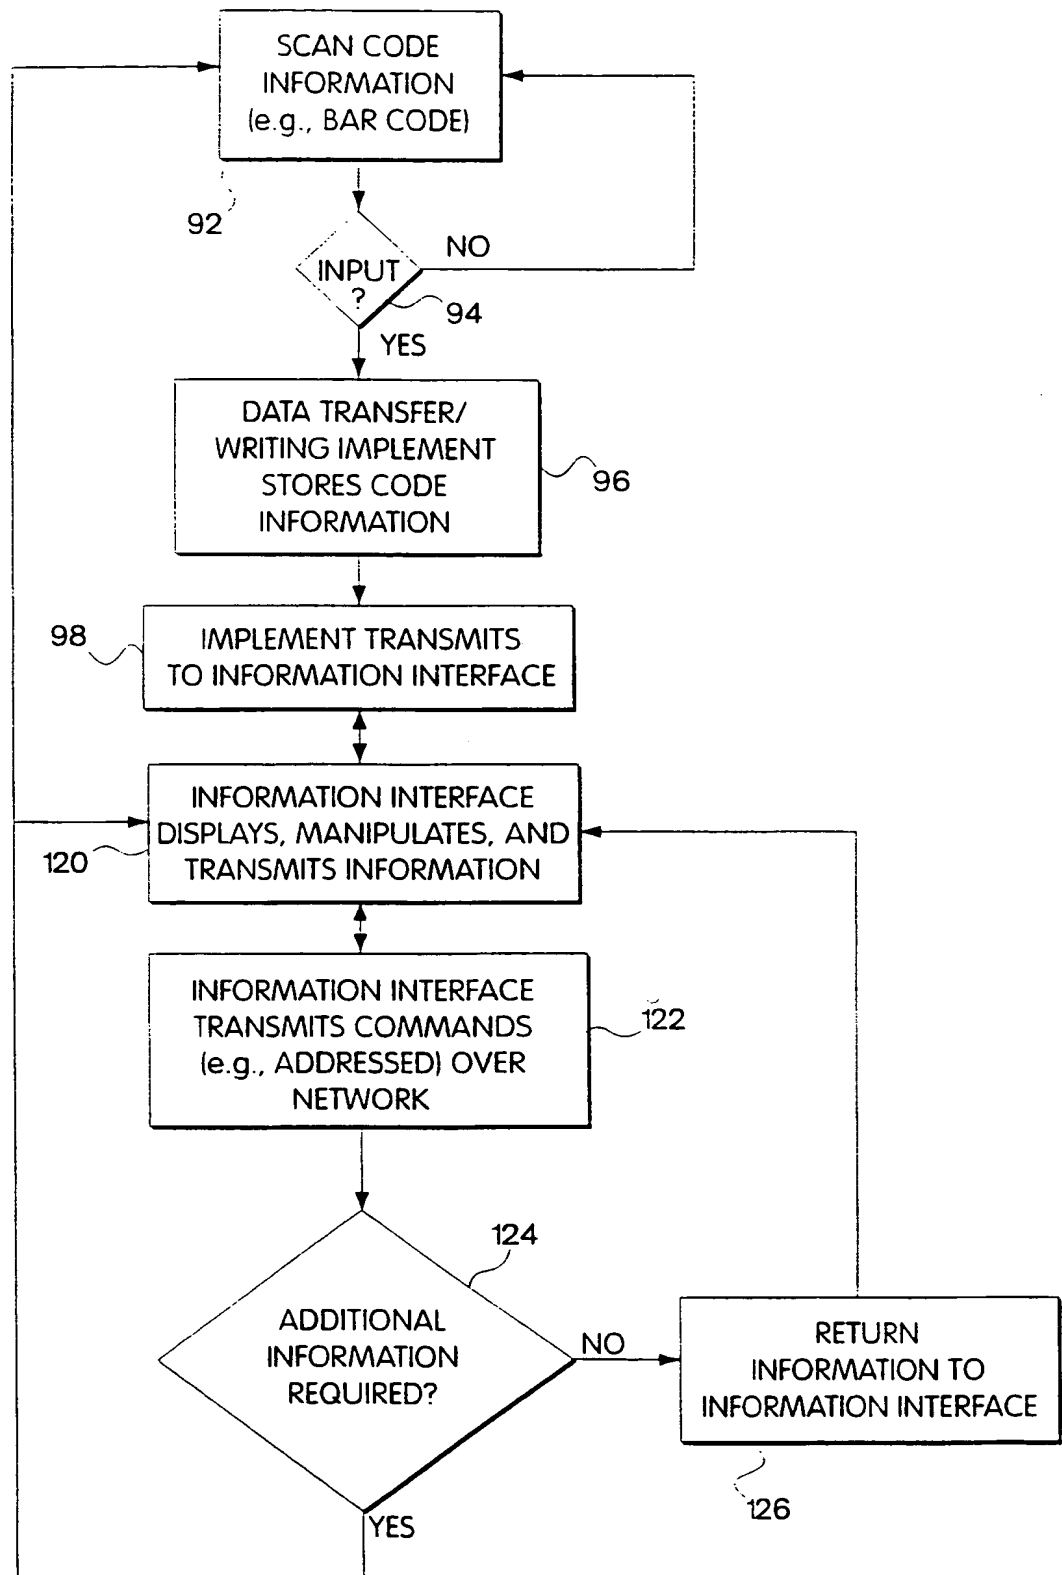 SCAN CODE
INFORMATION
(e.g., BAR CODE)
92
NO
INPUT
?
94
YES
DATA TRANSFER/
WRITING IMPLEMENT
STORES CODE
INFORMATION
96
98
IMPLEMENT TRANSMITS
TO INFORMATION INTERFACE
INFORMATION INTERFACE
DISPLAYS, MANIPULATES, AND
TRANSMITS INFORMATION
120
INFORMATION INTERFACE
TRANSMITS COMMANDS
(e.g., ADDRESSED) OVER
NETWORK
122
124
ADDITIONAL
INFORMATION
REQUIRED?
NO
RETURN
INFORMATION TO
INFORMATION INTERFACE
126
YES